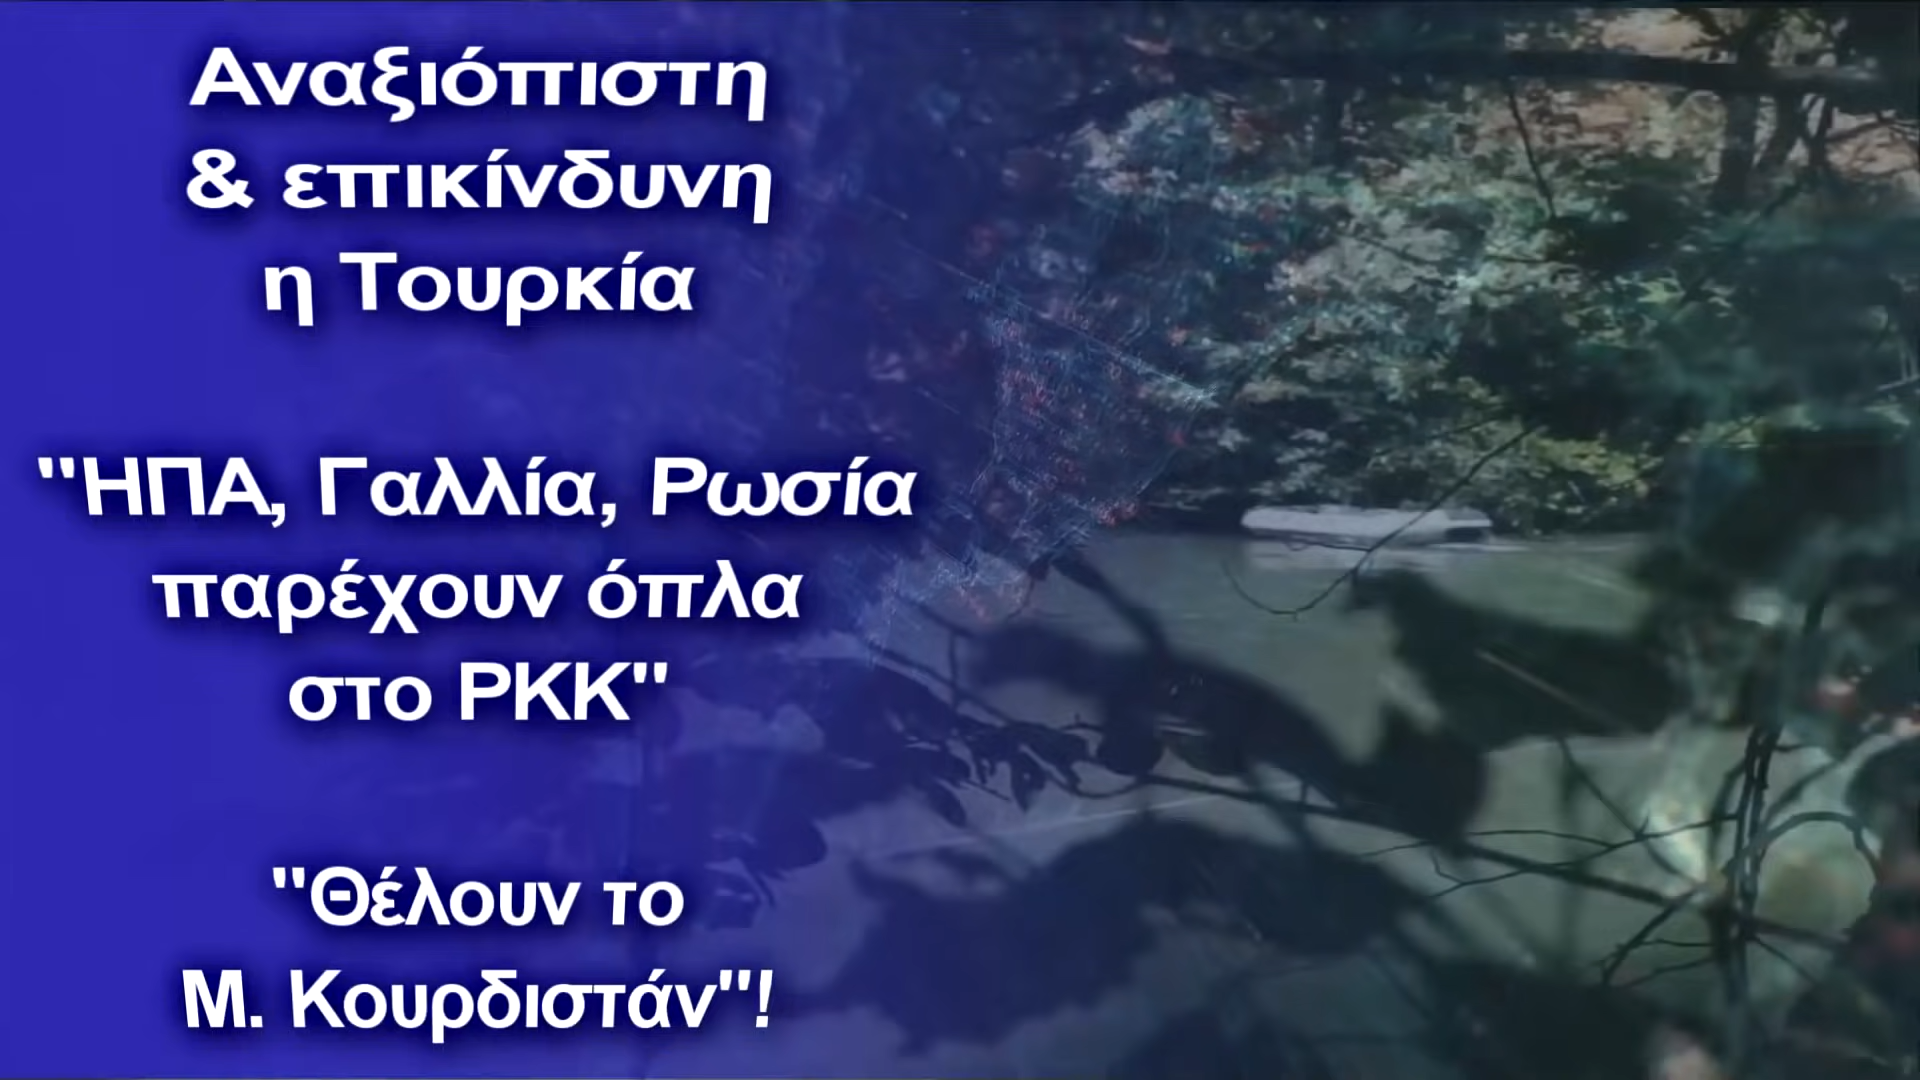 Αναξιόπιστη
& επικίνδυνη
η Τουρκία
"ΗΠΑ, Γαλλία, Ρωσία
παρέχουν όπλα
στο PKK"
"Θέλουν το
Μ. Κουρδιστάν"!